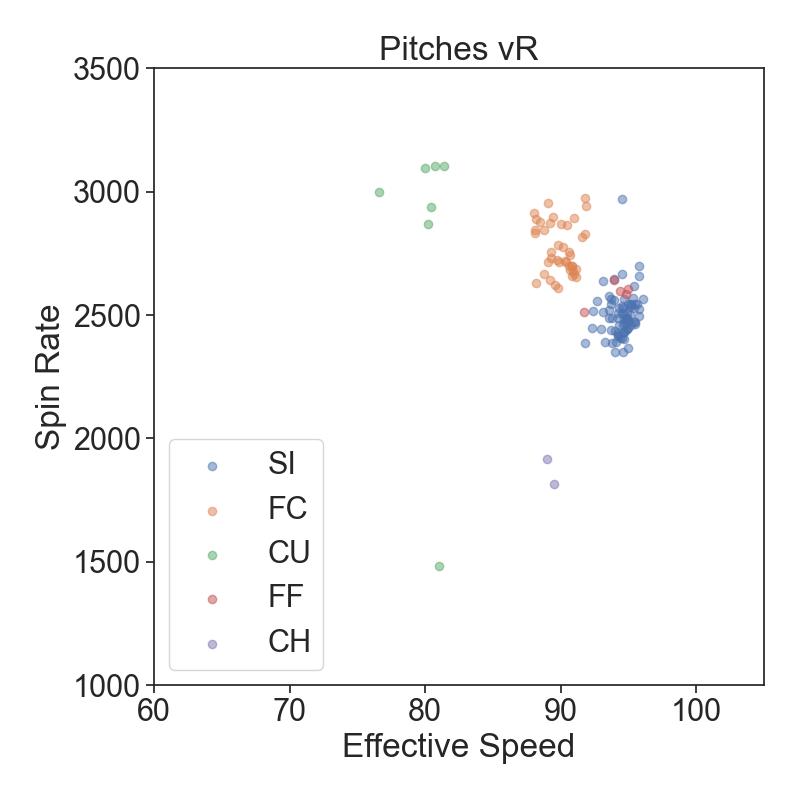 Pitches vR
3500
3000
2500
2000
1500
1000
Spin Rate
SI
FC
CU
FF
CH
60 70 80 90 100
Effective Speed